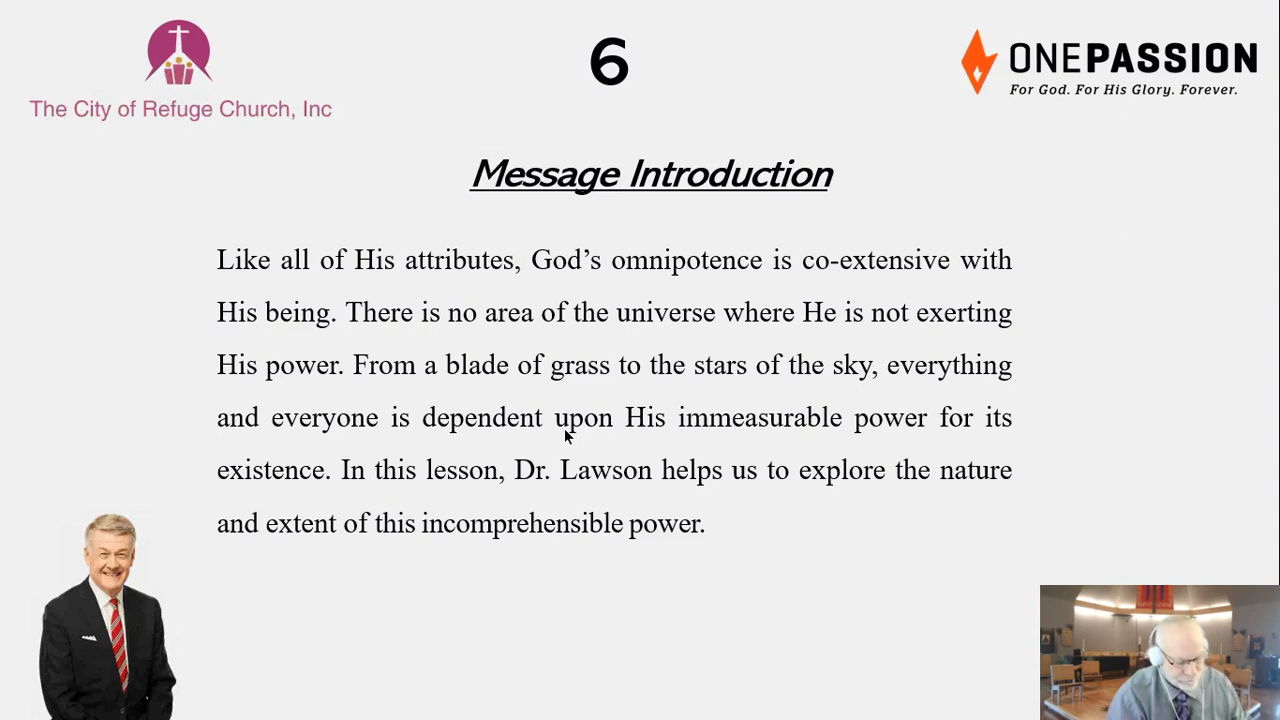 The City of Refuge Church, Inc
6
ONEPASSION
For God. For His Glory. Forever.
Message Introduction
Like all of His attributes, God’s omnipotence is co-extensive with
His being. There is no area of the universe where He is not exerting
His power. From a blade of grass to the stars of the sky, everything
and everyone is dependent upon His immeasurable power for its
existence. In this lesson, Dr. Lawson helps us to explore the nature
and extent of this incomprehensible power.